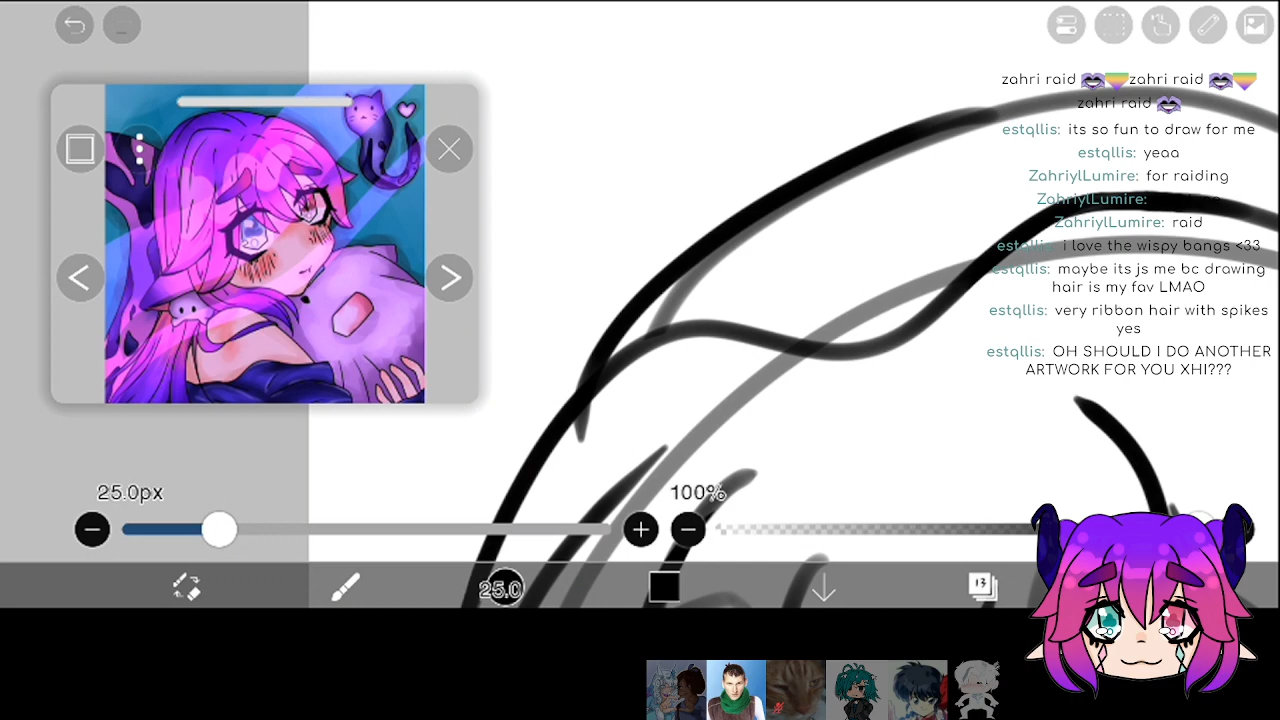 zahri raid zahri raid
zahri raid
estqllis: its so fun to draw for me
estqllis: yeaa
ZahriylLumire: for raiding
ZahriylLumire:
ZahriylLumire: raid
estqllis: i love the wispy bangs <33
estqllis: maybe its js me bc drawing
hair is my fav LMAO
estqllis: very ribbon hair with spikes
yes
estqllis: OH SHOULD I DO ANOTHER
ARTWORK FOR YOU XHI???
25.0px
100%
25.0
13